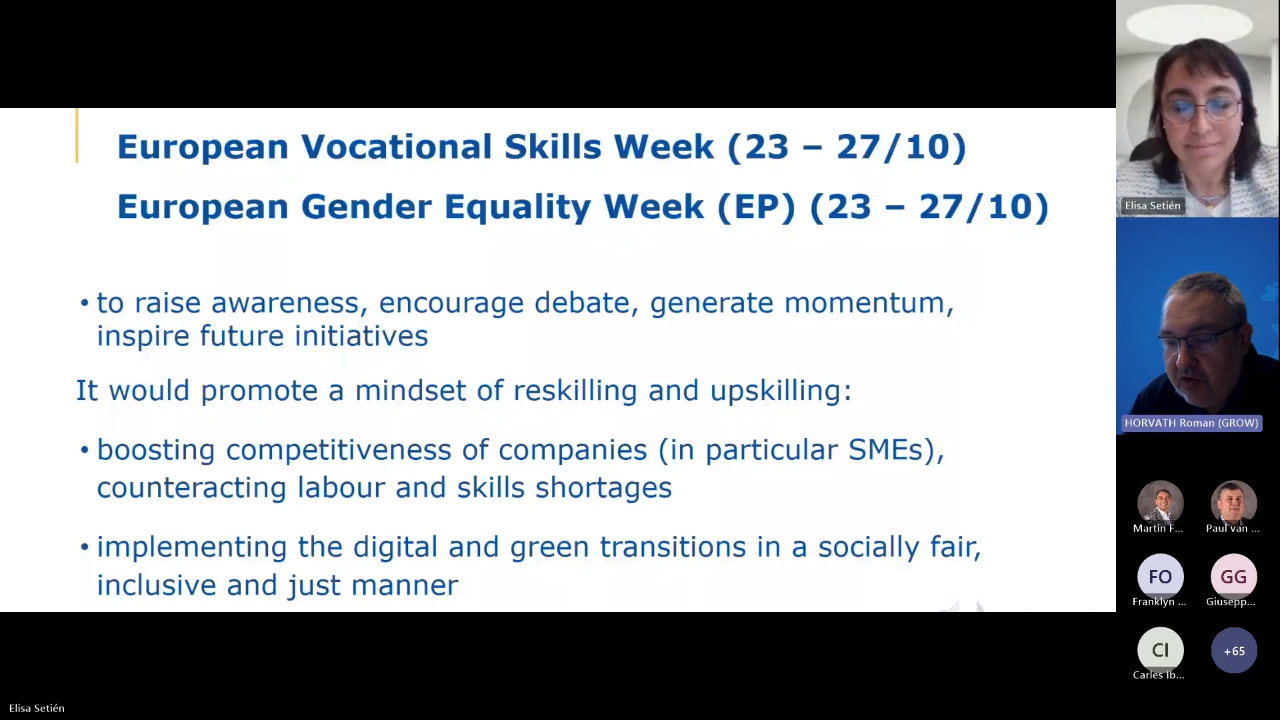 European Vocational Skills Week (23 – 27/10)
European Gender Equality Week (EP) (23 – 27/10)
• to raise awareness, encourage debate, generate momentum,
inspire future initiatives
It would promote a mindset of reskilling and upskilling:
• boosting competitiveness of companies (in particular SMEs),
counteracting labour and skills shortages
• implementing the digital and green transitions in a socially fair,
inclusive and just manner
Elisa Setién
Elisa Setién
HORVATH Roman (GROW)
Martin F...
Paul van ...
FO
GG
Franklyn ...
Giusepp...
CI
+65
Carles Ib...